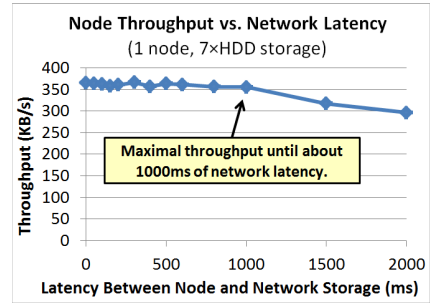 Node Throughput vs. Network Latency
(1 node, 7×HDD storage)
400
350
300
250
200
150
100
50
0
Throughput (KB/s)
Maximal throughput until about
1000ms of network latency.
0 500 1000 1500 2000
Latency Between Node and Network Storage (ms)